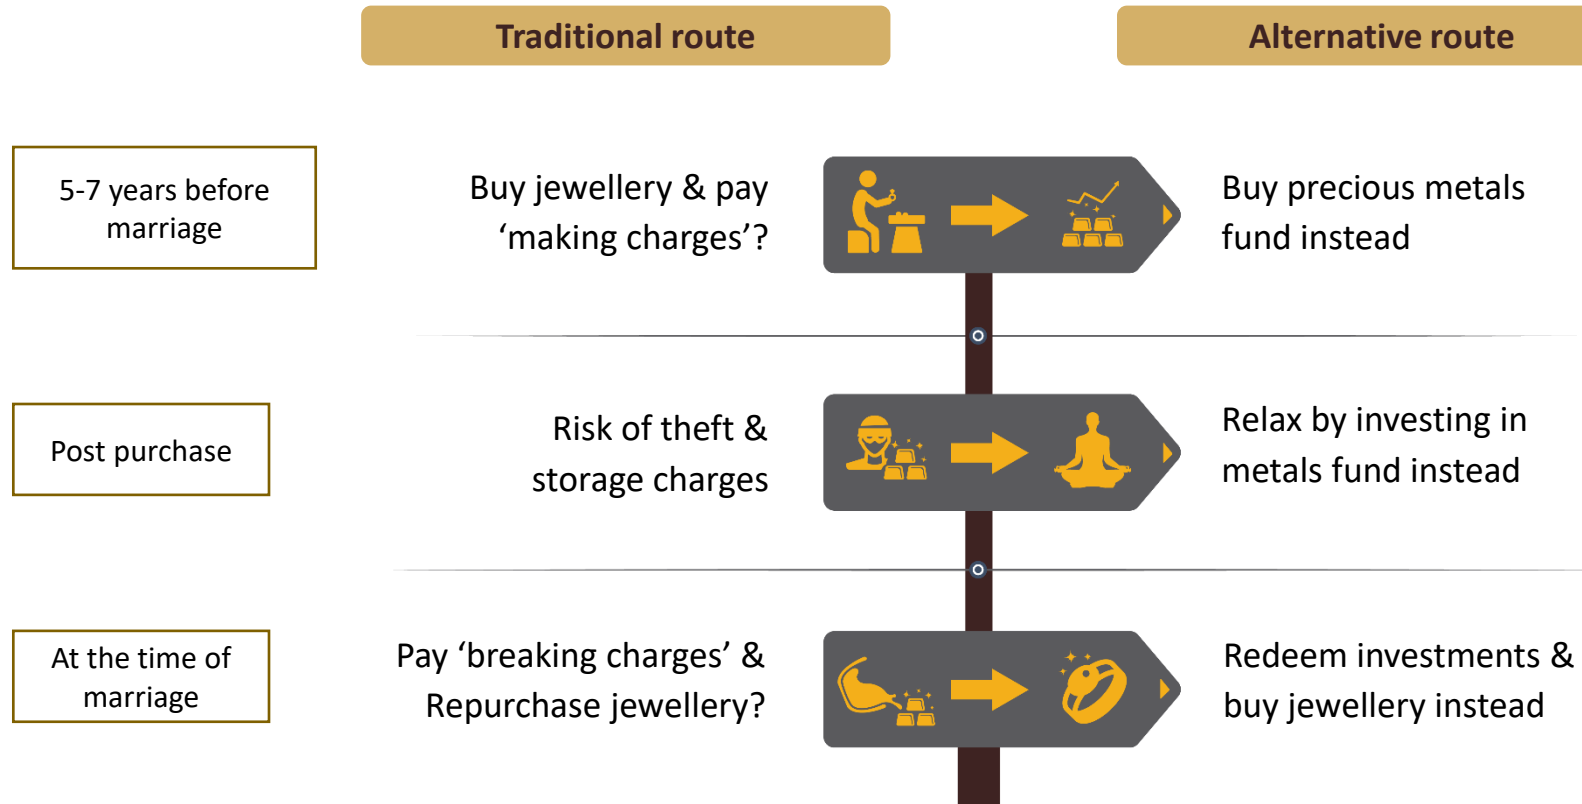 Traditional route
Alternative route
5-7 years before
marriage
Buy jewellery & pay
‘making charges’?
Buy precious metals
fund instead
Post purchase
Risk of theft &
storage charges
Relax by investing in
metals fund instead
At the time of
marriage
Pay ‘breaking charges’ &
Repurchase jewellery?
Redeem investments &
buy jewellery instead